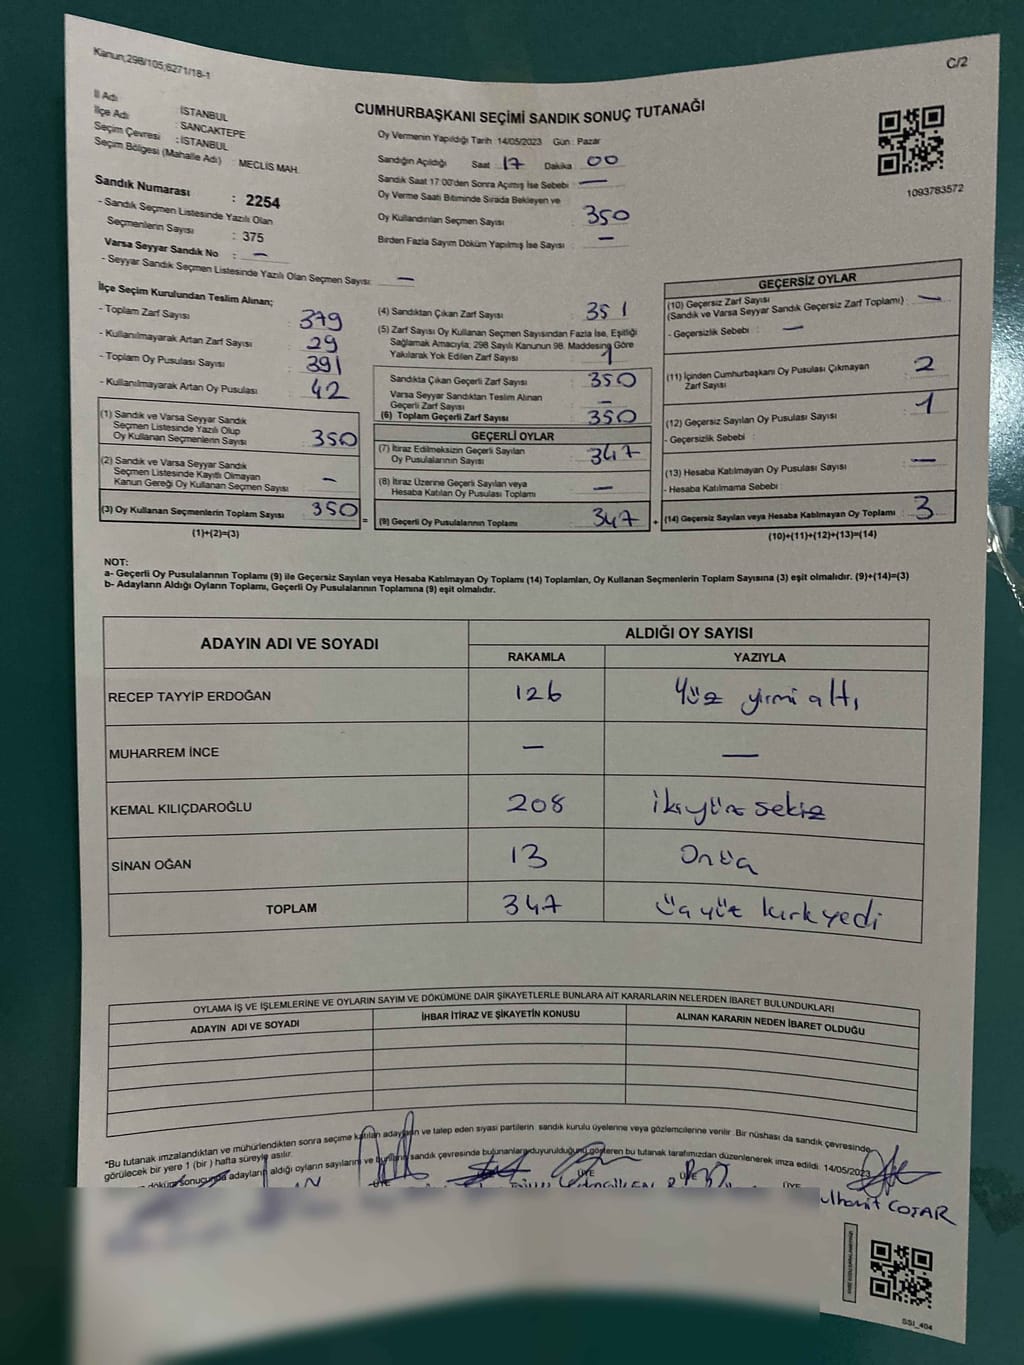 Kanun;298/105;6271/18-1
C/2
CUMHURBAŞKANI SEÇİMİ SANDIK SONUÇ TUTANAĞI
İl Adı : İSTANBUL
İlçe Adı : SANCAKTEPE
Seçim Çevresi : İSTANBUL
Seçim Bölgesi (Mahalle Adı) : MECLİS MAH.
Sandık Numarası : 2254
- Sandık Seçmen Listesinde Yazılı Olan
Seçmenlerin Sayısı : 375
Varsa Seyyar Sandık No : —
- Seyyar Sandık Seçmen Listesinde Yazılı Olan Seçmen Sayısı: —
Oy Vermenin Yapıldığı Tarih :14/05/2023 Gün : Pazar
Sandığın Açıldığı Saat : 17 Dakika : 00
Sandık Saat 17:00'den Sonra Açılmış İse Sebebi : —
Oy Verme Saati Bitiminde Sırada Bekleyen ve
Oy Kullandırılan Seçmen Sayısı : 350
Birden Fazla Sayım Döküm Yapılmış İse Sayısı : —
1093783572
İlçe Seçim Kurulundan Teslim Alınan;
- Toplam Zarf Sayısı : 379
- Kullanılmayarak Artan Zarf Sayısı : 29
- Toplam Oy Pusulası Sayısı : 391
- Kullanılmayarak Artan Oy Pusulası : 42
(1) Sandık ve Varsa Seyyar Sandık
Seçmen Listesinde Yazılı Olup
Oy Kullanan Seçmenlerin Sayısı : 350
(2) Sandık ve Varsa Seyyar Sandık
Seçmen Listesinde Kayıtlı Olmayan
Kanun Gereği Oy Kullanan Seçmen Sayısı : —
(3) Oy Kullanan Seçmenlerin Toplam Sayısı : 350
(1)+(2)=(3)
=
(4) Sandıktan Çıkan Zarf Sayısı : 351
(5) Zarf Sayısı Oy Kullanan Seçmen Sayısından Fazla İse, Eşitliği
Sağlamak Amacıyla; 298 Sayılı Kanunun 98. Maddesine Göre
Yakılarak Yok Edilen Zarf Sayısı : 1
Sandıkta Çıkan Geçerli Zarf Sayısı : 350
Varsa Seyyar Sandıktan Teslim Alınan
Geçerli Zarf Sayısı : —
(6) Toplam Geçerli Zarf Sayısı : 350
GEÇERLİ OYLAR
(7) İtiraz Edilmeksizin Geçerli Sayılan
Oy Pusulalarının Sayısı : 347
(8) İtiraz Üzerine Geçerli Sayılan veya
Hesaba Katılan Oy Pusulası Toplamı : —
(9) Geçerli Oy Pusulalarının Toplamı : 347
+
GEÇERSİZ OYLAR
(10) Geçersiz Zarf Sayısı
(Sandık ve Varsa Seyyar Sandık Geçersiz Zarf Toplamı) : —
- Geçersizlik Sebebi : —
(11) İçinden Cumhurbaşkanı Oy Pusulası Çıkmayan
Zarf Sayısı : 2
(12) Geçersiz Sayılan Oy Pusulası Sayısı : 1
- Geçersizlik Sebebi :
(13) Hesaba Katılmayan Oy Pusulası Sayısı : —
- Hesaba Katılmama Sebebi :
(14) Geçersiz Sayılan veya Hesaba Katılmayan Oy Toplamı : 3
(10)+(11)+(12)+(13)=(14)
NOT:
a- Geçerli Oy Pusulalarının Toplamı (9) ile Geçersiz Sayılan veya Hesaba Katılmayan Oy Toplamı (14) Toplamları, Oy Kullanan Seçmenlerin Toplam Sayısına (3) eşit olmalıdır. (9)+(14)=(3)
b- Adayların Aldığı Oyların Toplamı, Geçerli Oy Pusulalarının Toplamına (9) eşit olmalıdır.
ADAYIN ADI VE SOYADI ALDIĞI OY SAYISI
RAKAMLA YAZIYLA
RECEP TAYYİP ERDOĞAN 126 Yüz yirmi altı
MUHARREM İNCE — —
KEMAL KILIÇDAROĞLU 208 ikiyüz sekiz
SİNAN OĞAN 13 Onüç
TOPLAM 347 üçyüz kırkyedi
OYLAMA İŞ VE İŞLEMLERİNE VE OYLARIN SAYIM VE DÖKÜMÜNE DAİR ŞİKAYETLERLE BUNLARA AİT KARARLARIN NELERDEN İBARET BULUNDUKLARI
ADAYIN ADI VE SOYADI İHBAR İTİRAZ VE ŞİKAYETİN KONUSU ALINAN KARARIN NEDEN İBARET OLDUĞU
"Bu tutanak imzalandıktan ve mühürlendikten sonra seçime katılan adayların ve talep eden siyasi partilerin sandık kurulu üyelerine veya gözlemcilerine verilir. Bir nüshası da sandık çevresinde
görülecek bir yere 1 (bir) hafta süreyle asılır.
döküm sonucunda adayların aldığı oyların sayılarını ve bunların sandık çevresinde bulunanlara duyurulduğunu gösteren bu tutanak tarafımızdan düzenlenerek imza edildi. 14/05/2023
ÜYE ÜYE ÜYE ÜYE
COŞAR
SSI_404